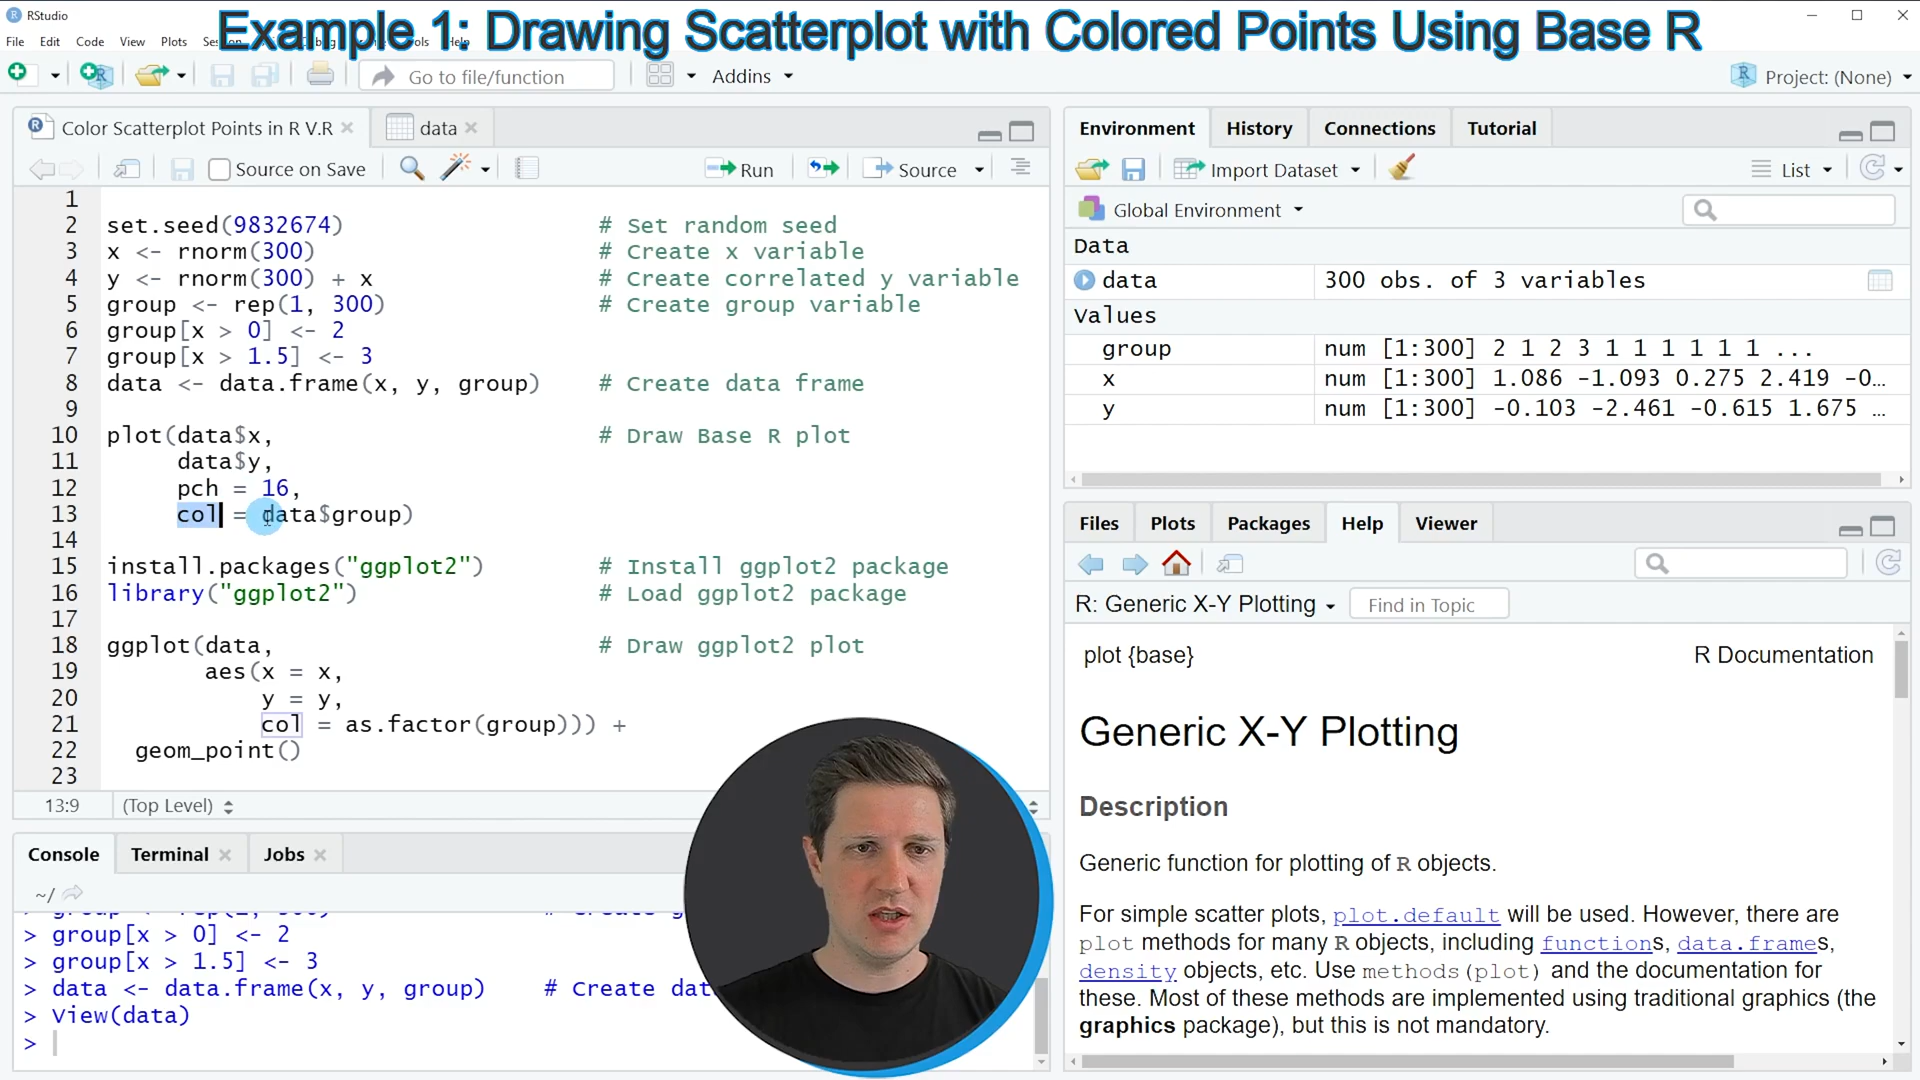 RStudio
Example 1: Drawing Scatterplot with Colored Points Using Base R
File Edit Code View Plots
Go to file/function
Addins
Project: (None)
Color Scatterplot Points in R V.R
data
Source on Save
Run
Source
1
2 set.seed(9832674) # Set random seed
3 x <- rnorm(300) # Create x variable
4 y <- rnorm(300) + x # Create correlated y variable
5 group <- rep(1, 300) # Create group variable
6 group[x > 0] <- 2
7 group[x > 1.5] <- 3
8 data <- data.frame(x, y, group) # Create data frame
9
10 plot(data$x, # Draw Base R plot
11 data$y,
12 pch = 16,
13 col = data$group)
14
15 install.packages("ggplot2") # Install ggplot2 package
16 library("ggplot2") # Load ggplot2 package
17
18 ggplot(data, # Draw ggplot2 plot
19 aes(x = x,
20 y = y,
21 col = as.factor(group))) +
22 geom_point()
23
13:9 (Top Level)
Console Terminal Jobs
~/
> group[x > 0] <- 2
> group[x > 1.5] <- 3
> data <- data.frame(x, y, group) # Create dat
> View(data)
>
Environment History Connections Tutorial
Import Dataset
List
Global Environment
Data
data 300 obs. of 3 variables
Values
group num [1:300] 2 1 2 3 1 1 1 1 1 1 ...
x num [1:300] 1.086 -1.093 0.275 2.419 -0...
y num [1:300] -0.103 -2.461 -0.615 1.675 ...
Files Plots Packages Help Viewer
R: Generic X-Y Plotting
Find in Topic
plot {base} R Documentation
Generic X-Y Plotting
Description
Generic function for plotting of R objects.
For simple scatter plots, plot.default will be used. However, there are
plot methods for many R objects, including functions, data.frames,
density objects, etc. Use methods(plot) and the documentation for
these. Most of these methods are implemented using traditional graphics (the
graphics package), but this is not mandatory.